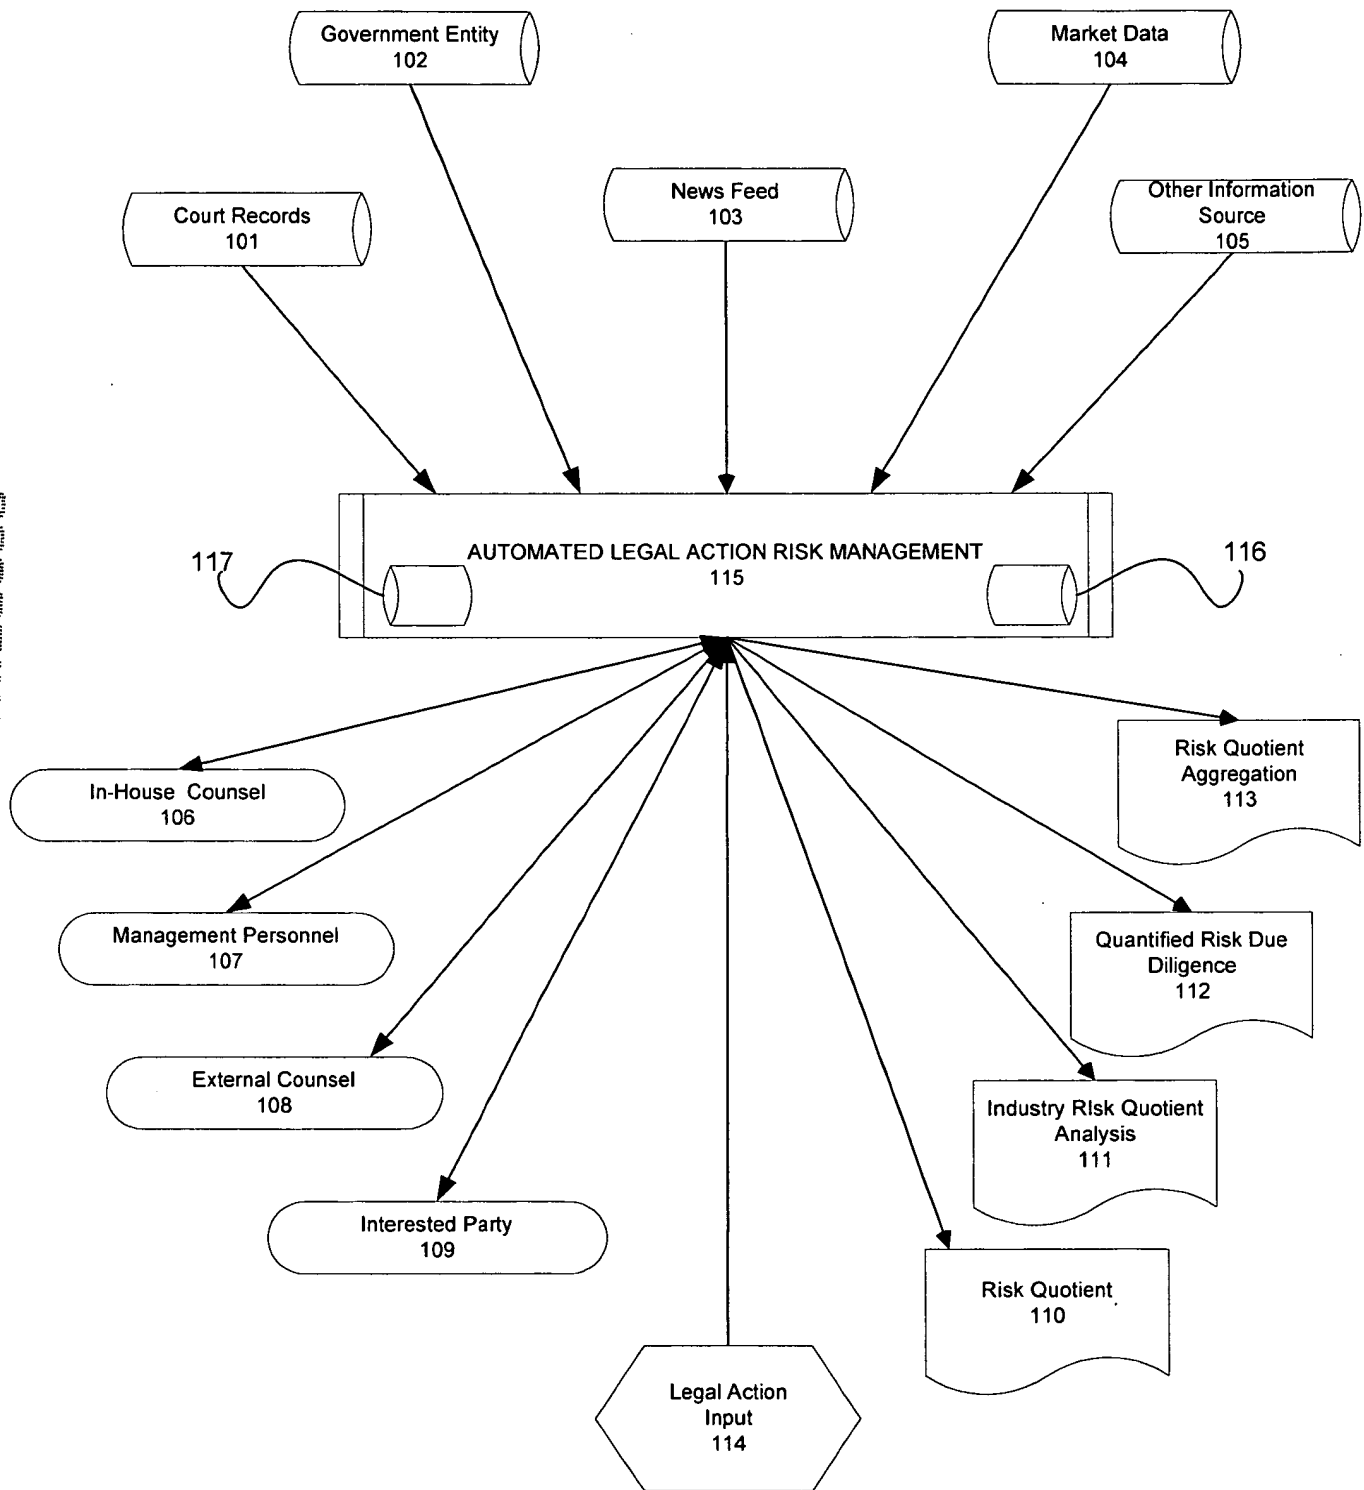 Government Entity
102
Market Data
104
Court Records
101
News Feed
103
Other Information
Source
105
AUTOMATED LEGAL ACTION RISK MANAGEMENT
115
117
116
In-House Counsel
106
Management Personnel
107
External Counsel
108
Interested Party
109
Risk Quotient
Aggregation
113
Quantified Risk Due
Diligence
112
Industry RIsk Quotient
Analysis
111
Risk Quotient
110
Legal Action
Input
114